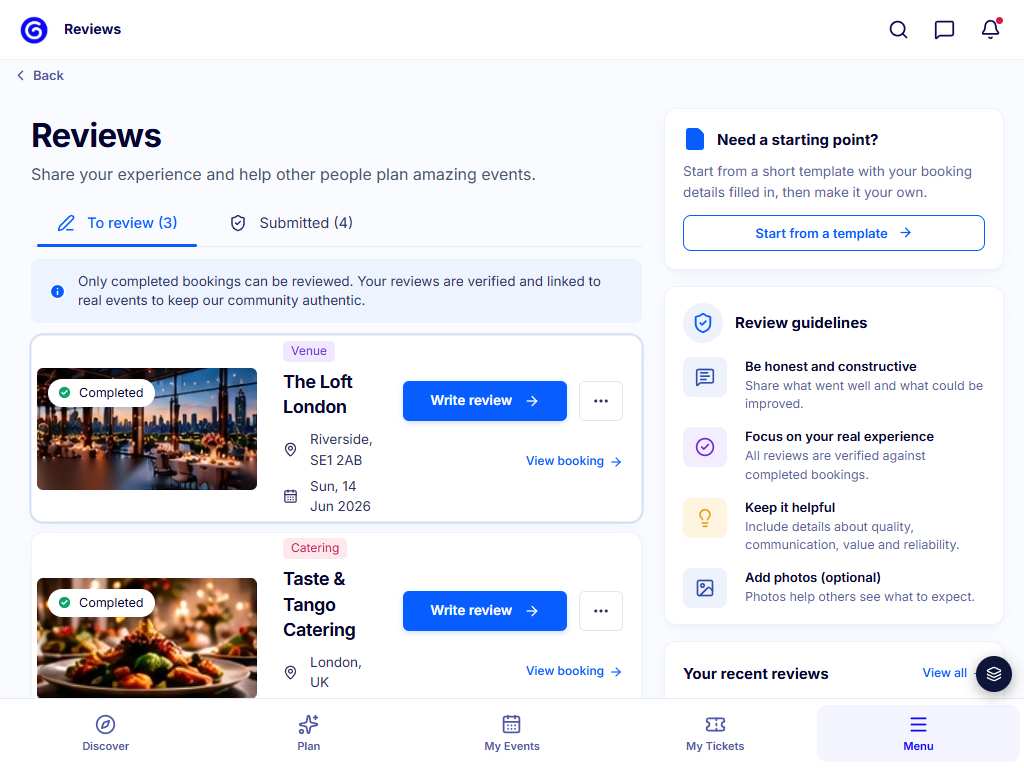 Reviews
Back
Reviews
Share your experience and help other people plan amazing events.
To review (3)
Submitted (4)
Only completed bookings can be reviewed. Your reviews are verified and linked to
real events to keep our community authentic.
Completed
Venue
The Loft
London
Riverside,
SE1 2AB
Sun, 14
Jun 2026
Write review
View booking
Completed
Catering
Taste &
Tango
Catering
London,
UK
Write review
View booking
Need a starting point?
Start from a short template with your booking
details filled in, then make it your own.
Start from a template
Review guidelines
Be honest and constructive
Share what went well and what could be
improved.
Focus on your real experience
All reviews are verified against
completed bookings.
Keep it helpful
Include details about quality,
communication, value and reliability.
Add photos (optional)
Photos help others see what to expect.
Your recent reviews
View all
Discover
Plan
My Events
My Tickets
Menu